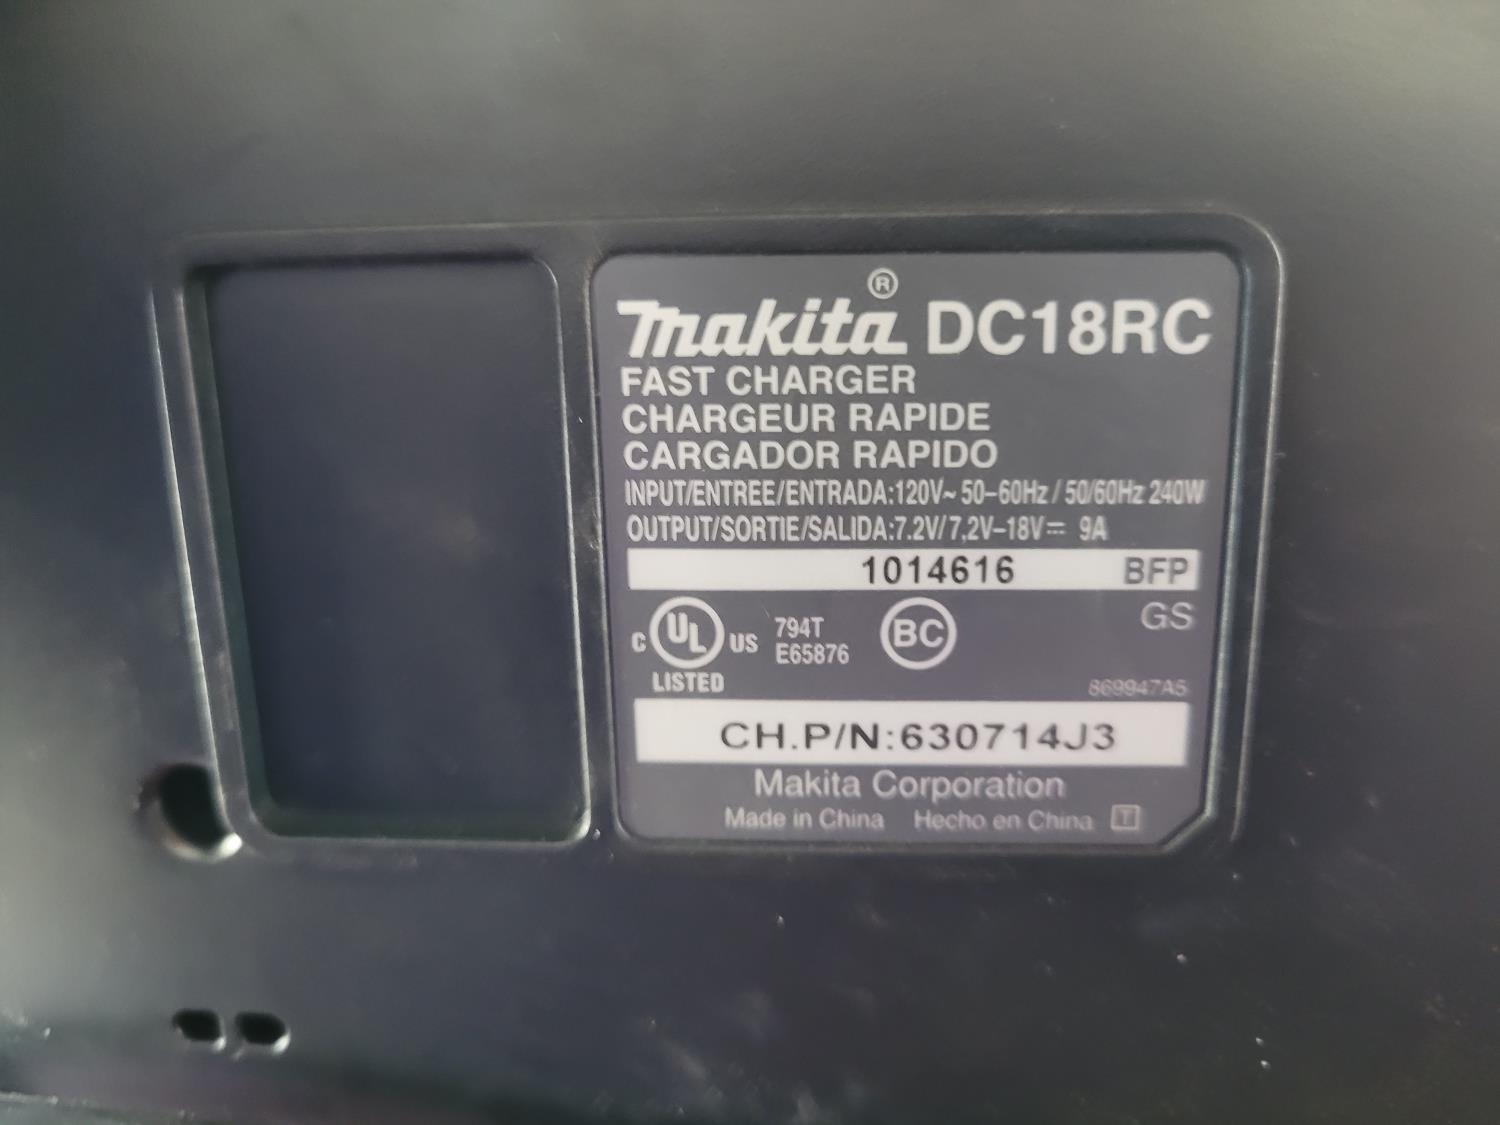 makita® DC18RC
FAST CHARGER
CHARGEUR RAPIDE
CARGADOR RAPIDO
INPUT/ENTREE/ENTRADA:120V~ 50-60Hz / 50/60Hz 240W
OUTPUT/SORTIE/SALIDA:7.2V/7,2V-18V⎓ 9A
1014616 BFP
GS
C UL US 794T BC
E65876
LISTED
869947A5
CH.P/N:630714J3
Makita Corporation
Made in China Hecho en China T